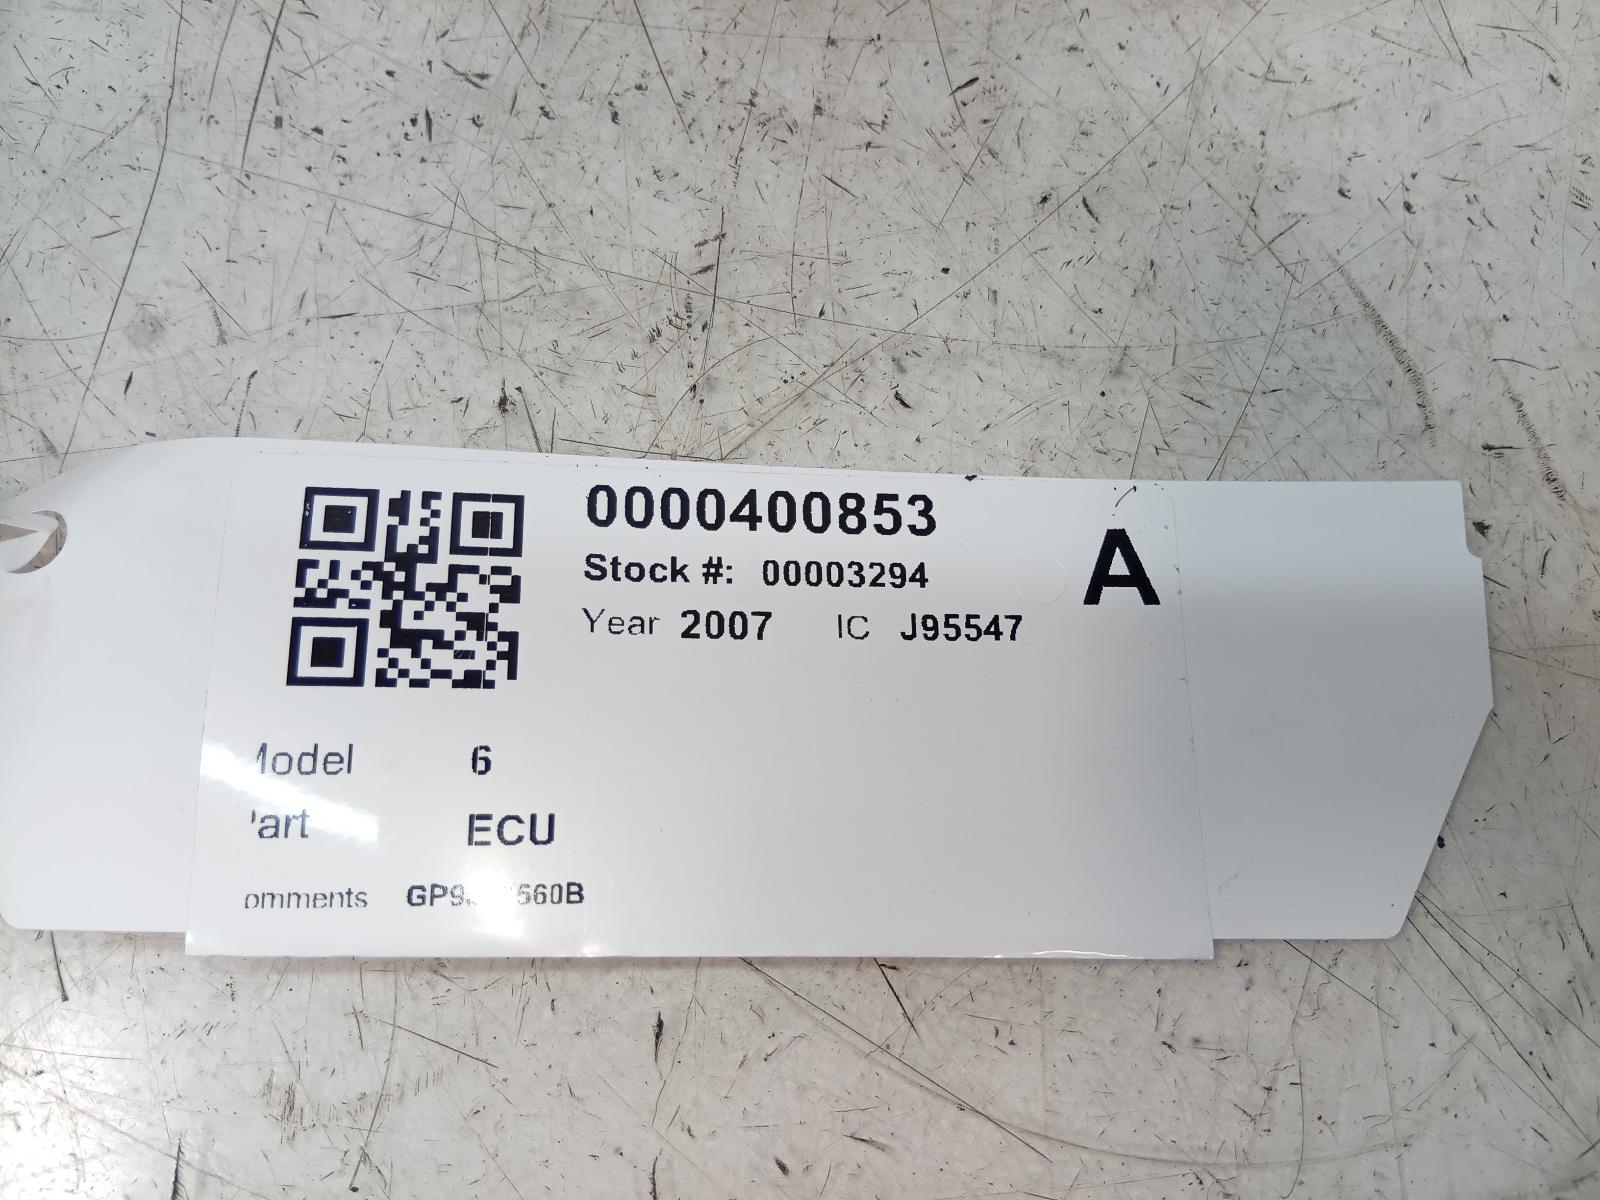 0000400853
A
Stock #: 00003294
Year 2007 IC J95547
Model 6
Part ECU
omments